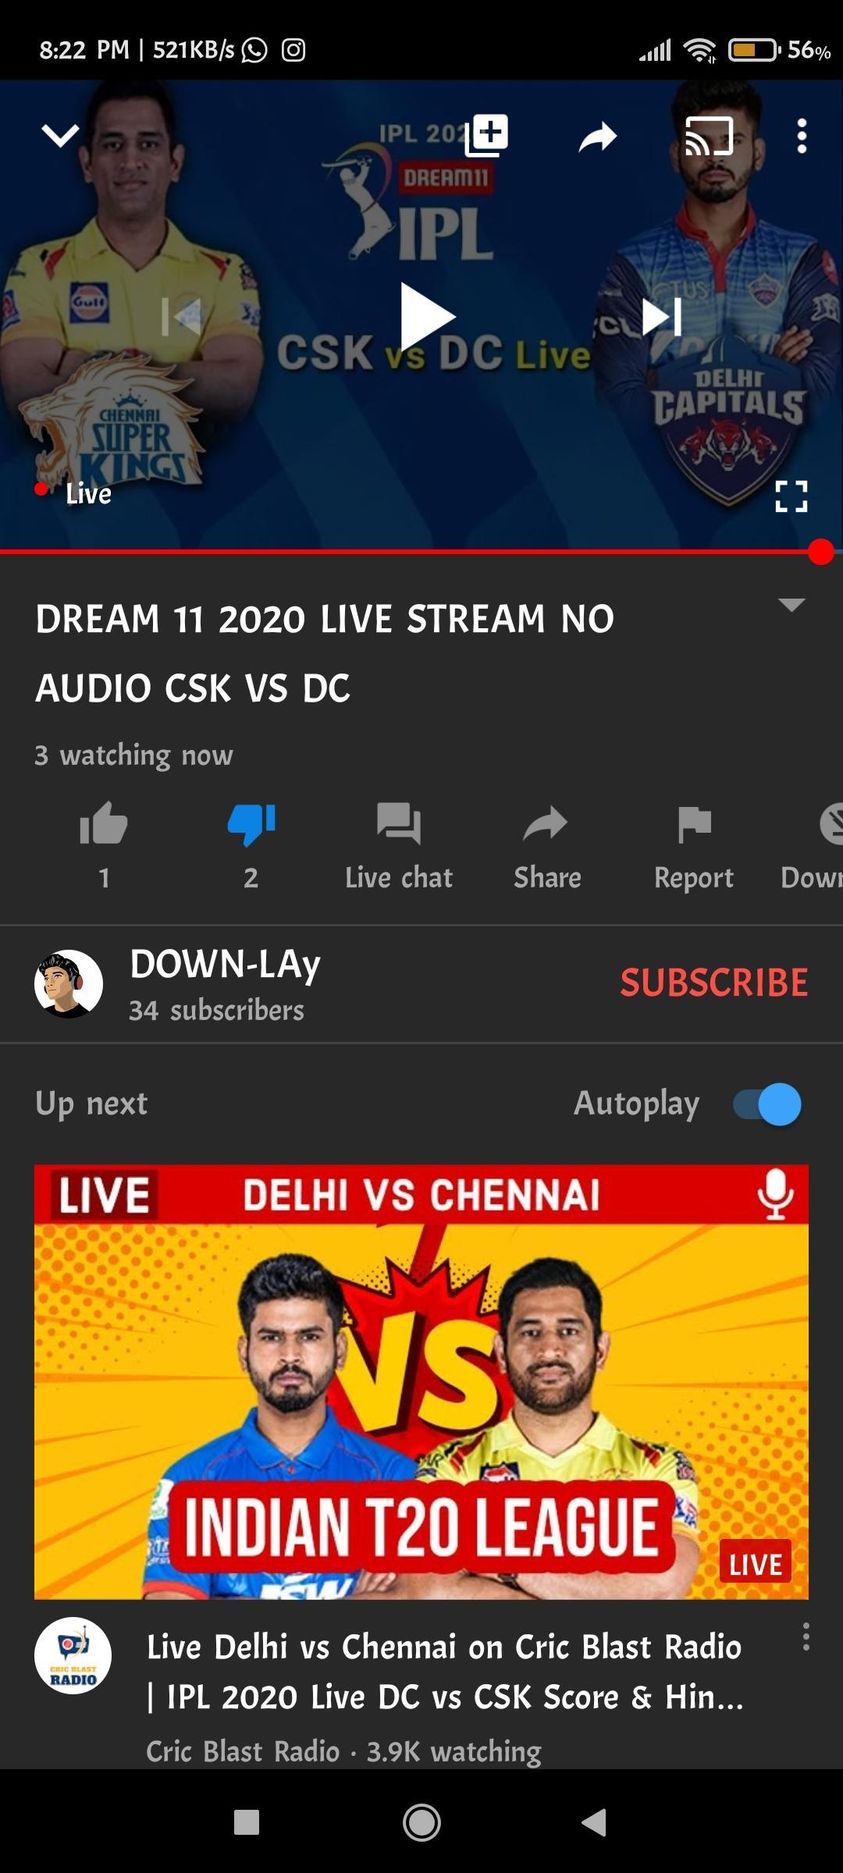 8:22 PM | 521KB/s
56%
IPL 202
DREAM11
IPL
Gulf
CSK vs DC Live
CHENNAI
SUPER
KINGS
DELHI
CAPITALS
Live
DREAM 11 2020 LIVE STREAM NO
AUDIO CSK VS DC
3 watching now
1
2
Live chat
Share
Report
Down
DOWN-LAy
34 subscribers
SUBSCRIBE
Up next
Autoplay
LIVE
DELHI VS CHENNAI
VS
INDIAN T20 LEAGUE
LIVE
CRIC BLAST
RADIO
Live Delhi vs Chennai on Cric Blast Radio
| IPL 2020 Live DC vs CSK Score & Hin...
Cric Blast Radio · 3.9K watching